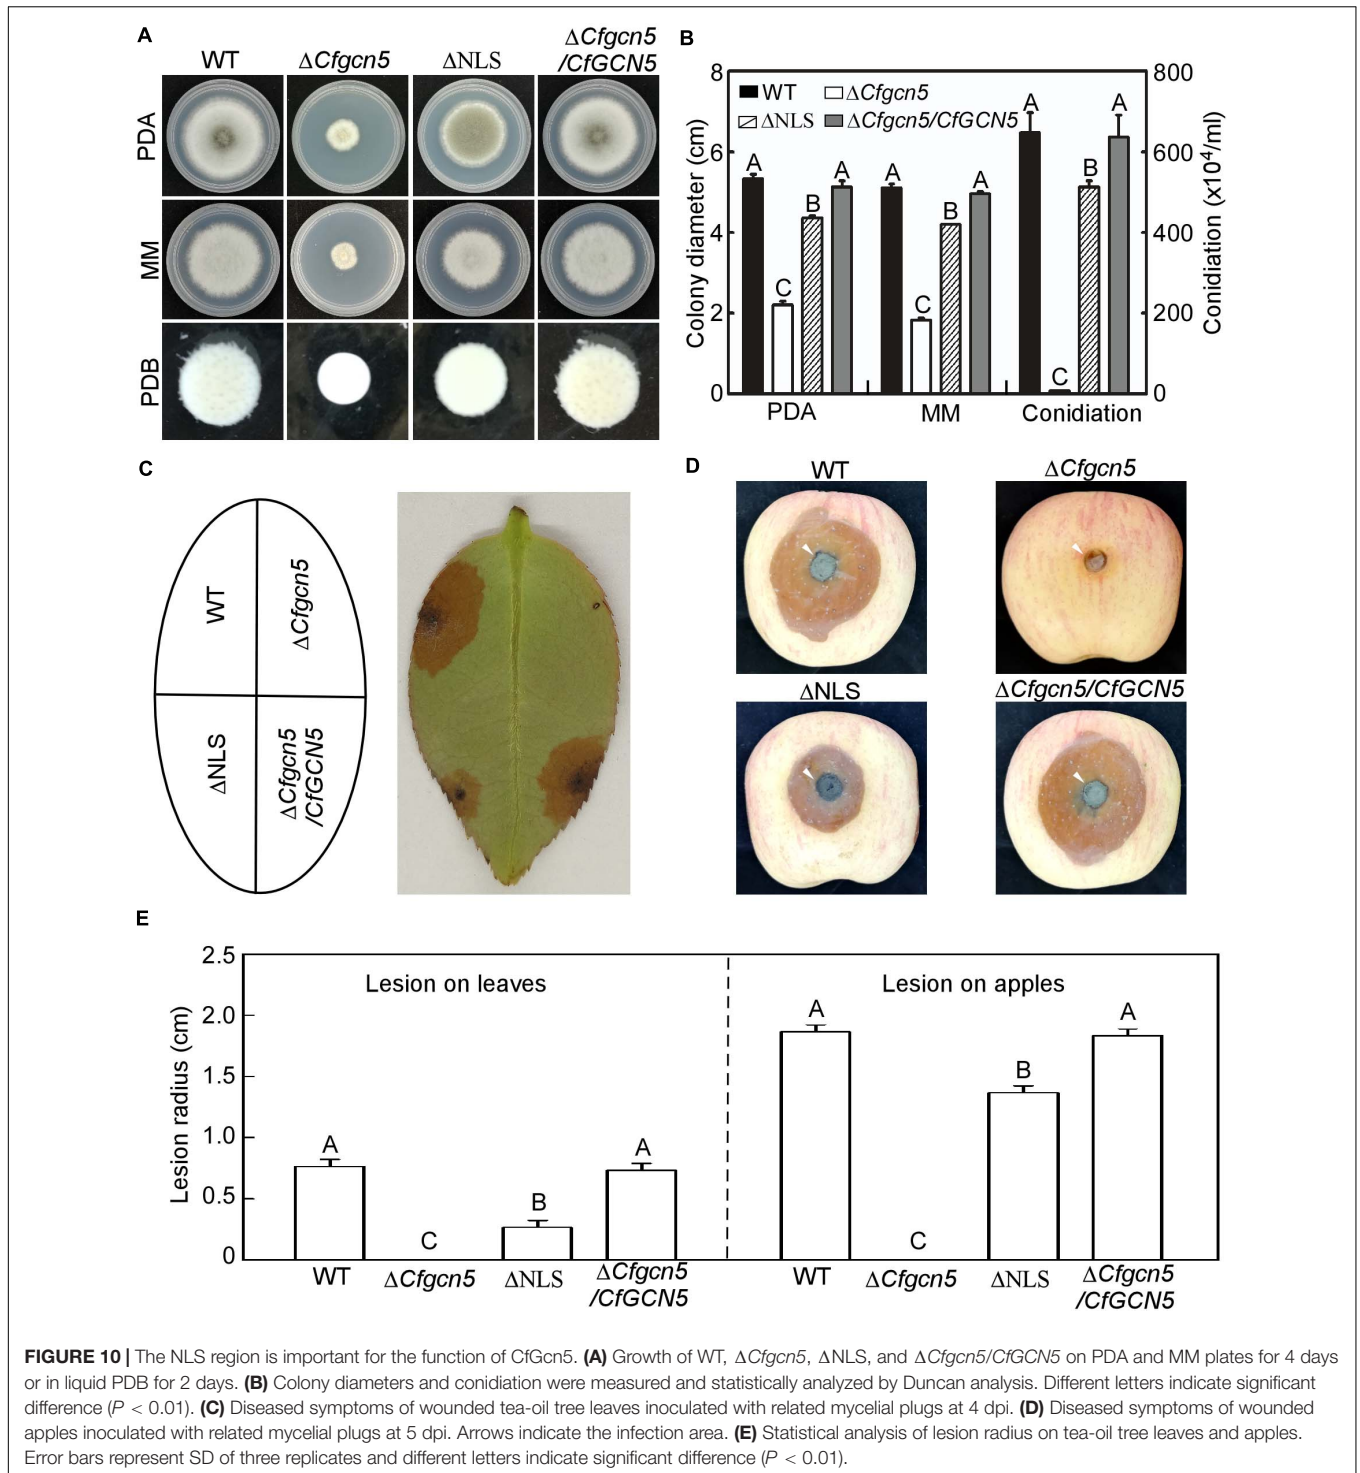 A
WT
ΔCfgcn5
ΔNLS
ΔCfgcn5
/CfGCN5
PDA
MM
PDB
B
8
6
4
2
0
Colony diameter (cm)
800
600
400
200
0
Conidiation (x10⁴/ml)
WT
ΔCfgcn5
ΔNLS
ΔCfgcn5/CfGCN5
A
C
B
A
A
C
B
A
A
C
B
A
PDA
MM
Conidiation
C
WT
ΔCfgcn5
ΔNLS
ΔCfgcn5
/CfGCN5
D
WT
ΔCfgcn5
ΔNLS
ΔCfgcn5/CfGCN5
E
2.5
2.0
1.5
1.0
0.5
0
Lesion radius (cm)
Lesion on leaves
Lesion on apples
A
C
B
A
A
C
B
A
WT
ΔCfgcn5
ΔNLS
ΔCfgcn5
/CfGCN5
WT
ΔCfgcn5
ΔNLS
ΔCfgcn5
/CfGCN5
FIGURE 10 | The NLS region is important for the function of CfGcn5. (A) Growth of WT, ΔCfgcn5, ΔNLS, and ΔCfgcn5/CfGCN5 on PDA and MM plates for 4 days
or in liquid PDB for 2 days. (B) Colony diameters and conidiation were measured and statistically analyzed by Duncan analysis. Different letters indicate significant
difference (P < 0.01). (C) Diseased symptoms of wounded tea-oil tree leaves inoculated with related mycelial plugs at 4 dpi. (D) Diseased symptoms of wounded
apples inoculated with related mycelial plugs at 5 dpi. Arrows indicate the infection area. (E) Statistical analysis of lesion radius on tea-oil tree leaves and apples.
Error bars represent SD of three replicates and different letters indicate significant difference (P < 0.01).